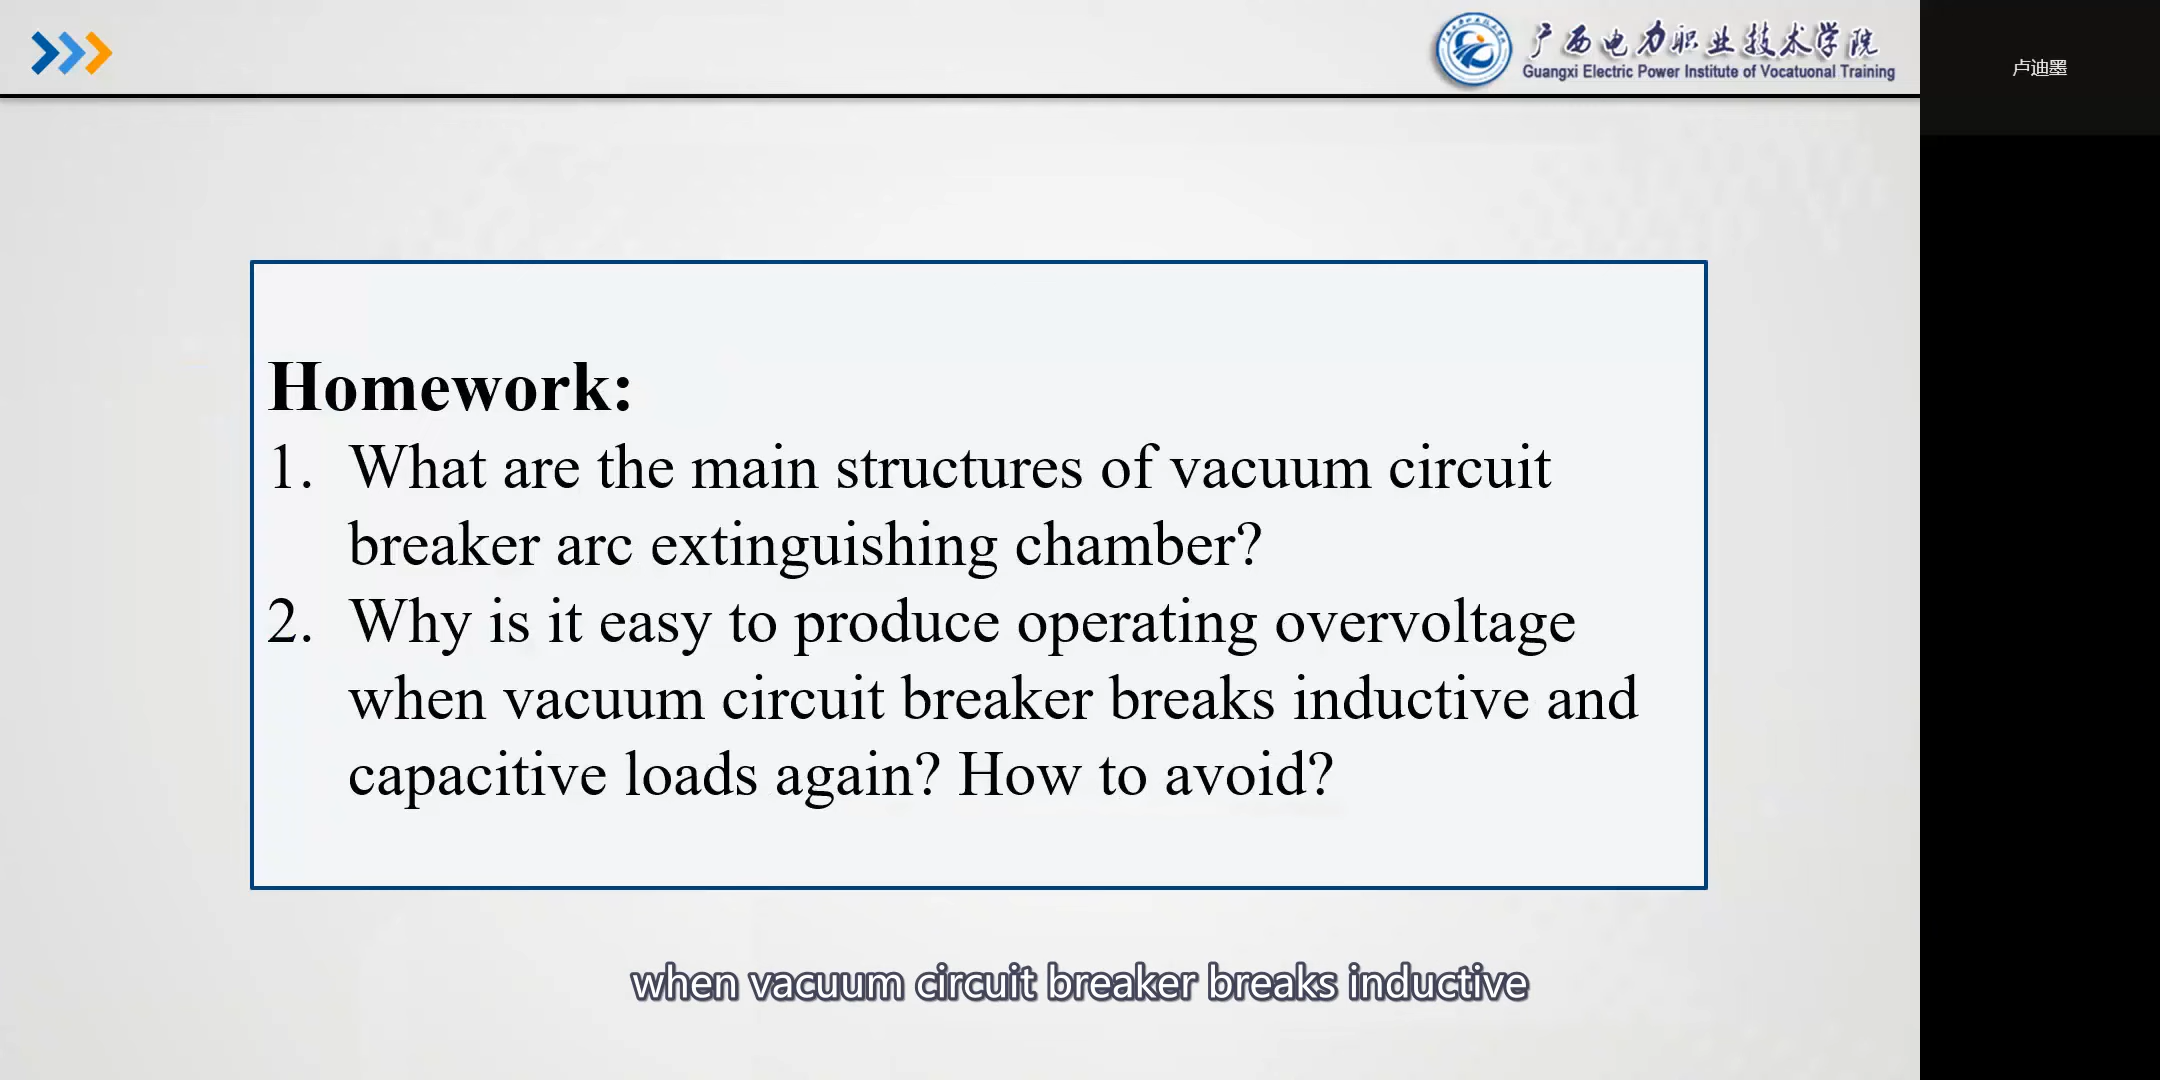 广西电力职业技术学院
Guangxi Electric Power Institute of Vocatuonal Training
卢迪墨
Homework:
1. What are the main structures of vacuum circuit
breaker arc extinguishing chamber?
2. Why is it easy to produce operating overvoltage
when vacuum circuit breaker breaks inductive and
capacitive loads again? How to avoid?
when vacuum circuit breaker breaks inductive